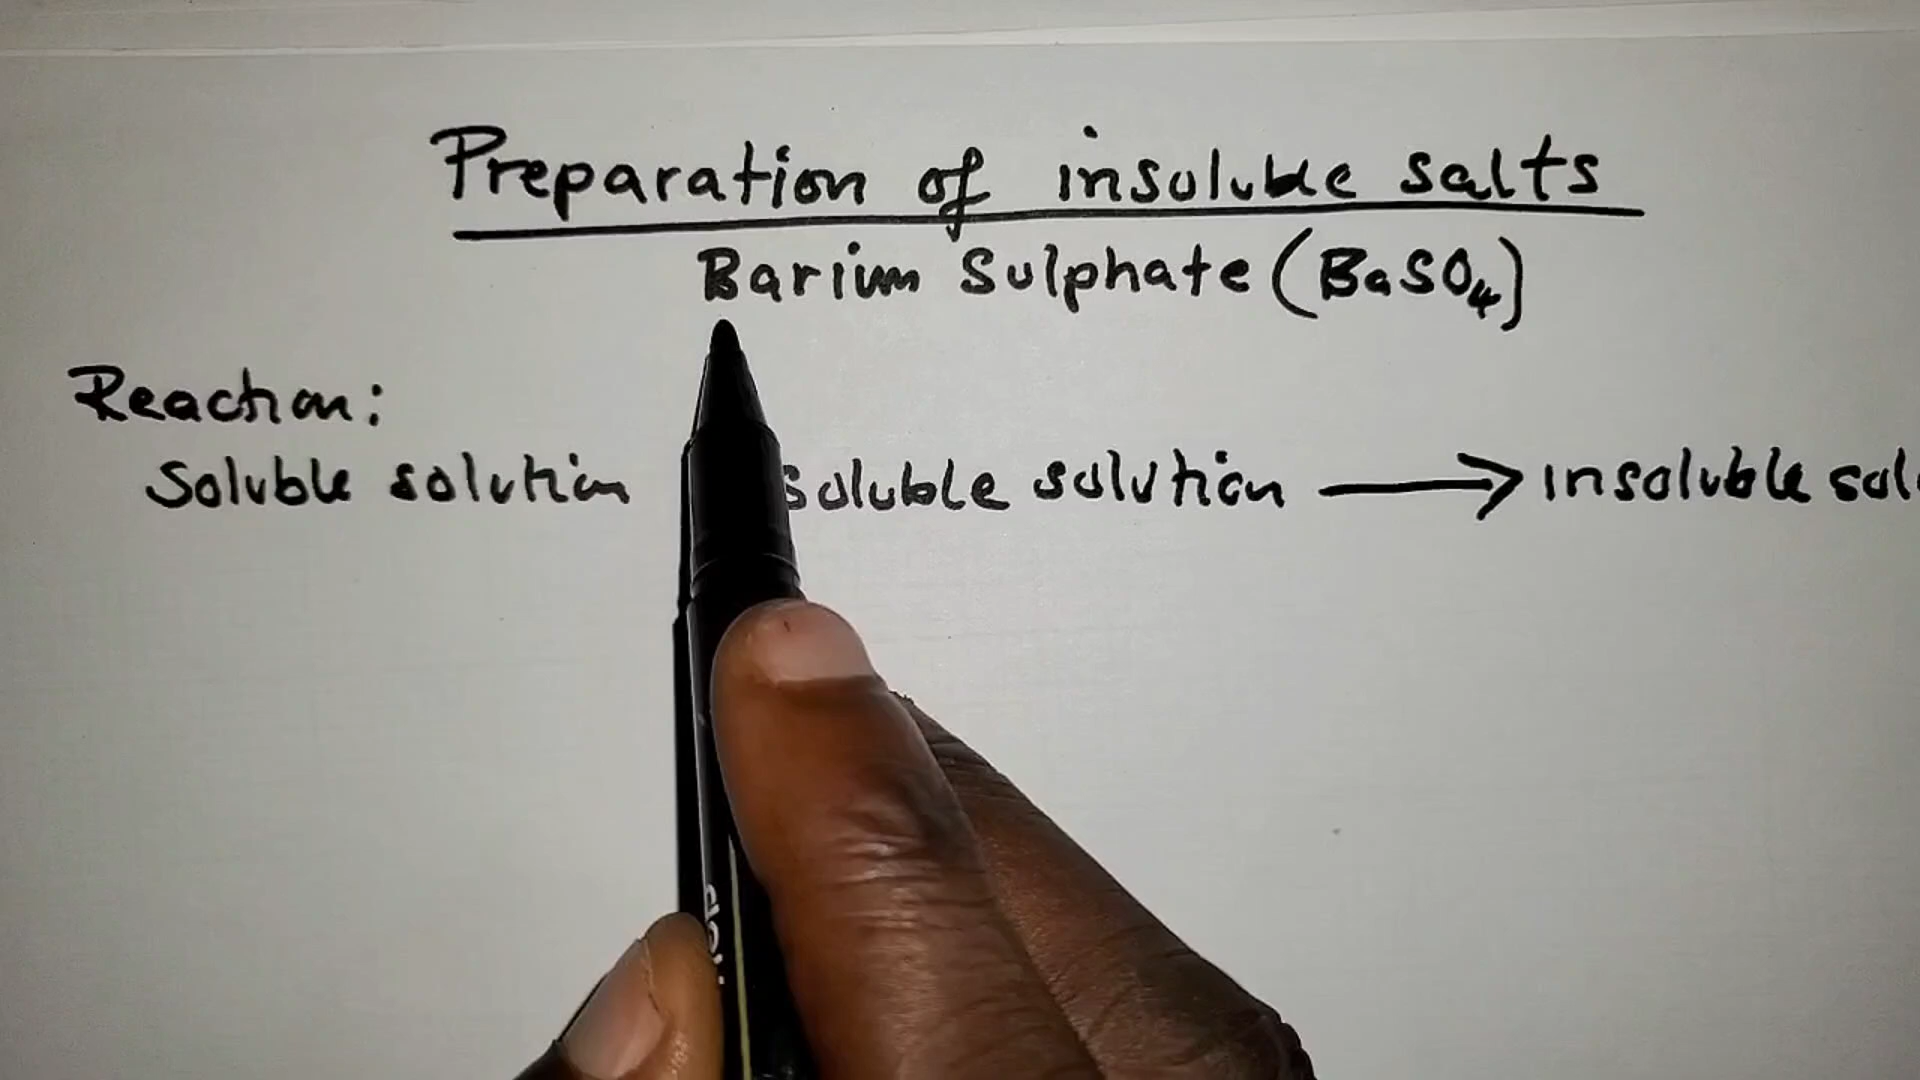 Preparation of insoluble salts
Barium Sulphate (BaSO₄)
Reaction:
Soluble solution soluble solution → insoluble